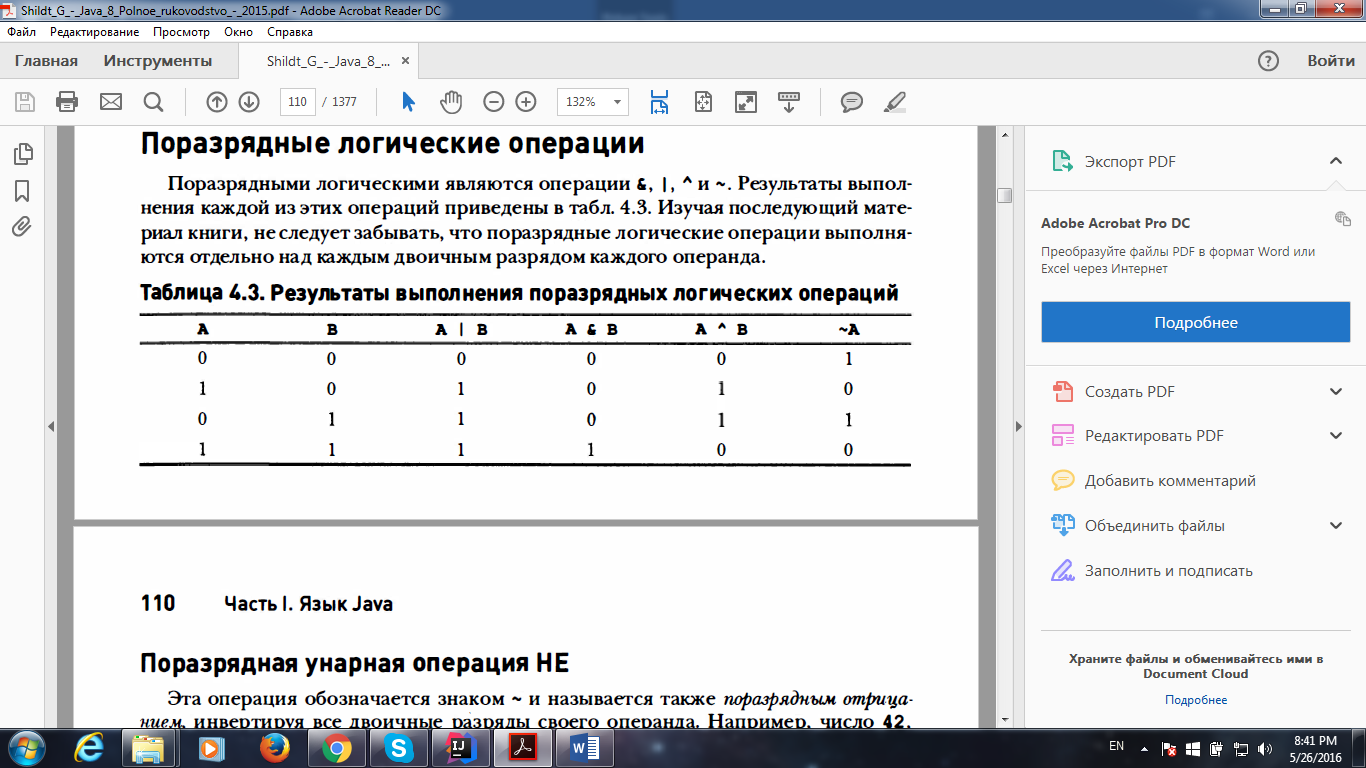 Shildt_G_-_Java_8_Polnoe_rukovodstvo_-_2015.pdf - Adobe Acrobat Reader DC
Файл Редактирование Просмотр Окно Справка
Главная Инструменты Shildt_G_-_Java_8_... × Войти
110 / 1377 132%
Поразрядные логические операции
Поразрядными логическими являются операции &, |, ^ и ~. Результаты выпол-
нения каждой из этих операций приведены в табл. 4.3. Изучая последующий мате-
риал книги, не следует забывать, что поразрядные логические операции выполня-
ются отдельно над каждым двоичным разрядом каждого операнда.
Таблица 4.3. Результаты выполнения поразрядных логических операций
A B A | B A & B A ^ B ~A
0 0 0 0 0 1
1 0 1 0 1 0
0 1 1 0 1 1
1 1 1 1 0 0
110 Часть I. Язык Java
Поразрядная унарная операция НЕ
Эта операция обозначается знаком ~ и называется также поразрядным отрица-
нием, инвертируя все двоичные разряды своего операнда. Например, число 42,
Экспорт PDF
Adobe Acrobat Pro DC
Преобразуйте файлы PDF в формат Word или
Excel через Интернет
Подробнее
Создать PDF
Редактировать PDF
Добавить комментарий
Объединить файлы
Заполнить и подписать
Храните файлы и обменивайтесь ими в
Document Cloud
Подробнее
EN
8:41 PM
5/26/2016